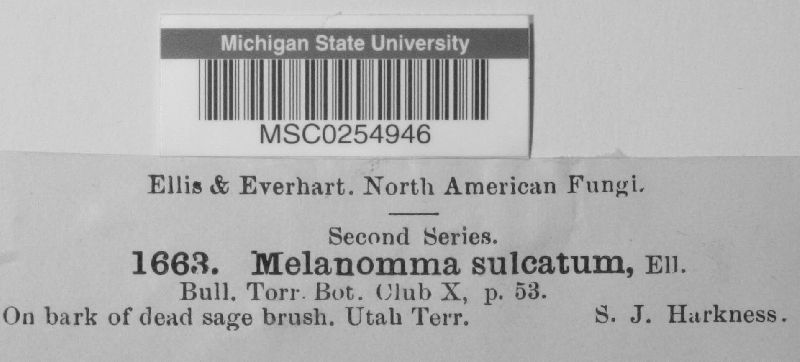 Michigan State University
MSC0254946
Ellis & Everhart. North American Fungi.
Second Series.
1663. Melanomma sulcatum, Ell.
Bull. Torr. Bot. Club X, p. 53.
On bark of dead sage brush. Utah Terr. S. J. Harkness.